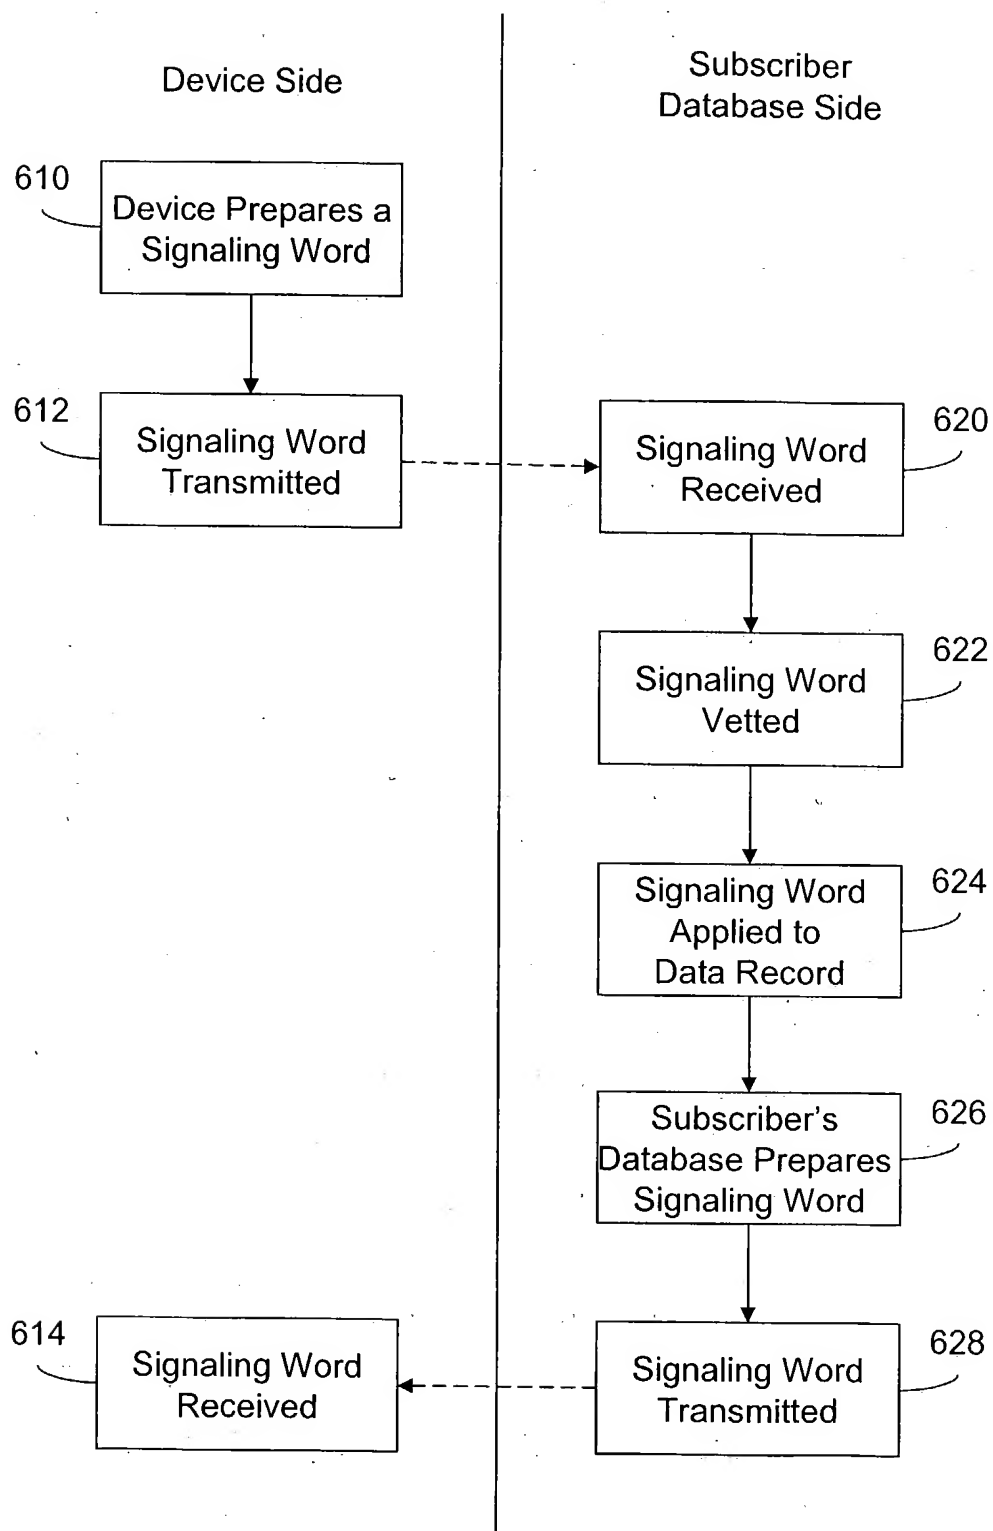 Device Side
Subscriber
Database Side
610
Device Prepares a
Signaling Word
612
Signaling Word
Transmitted
620
Signaling Word
Received
622
Signaling Word
Vetted
624
Signaling Word
Applied to
Data Record
626
Subscriber's
Database Prepares
Signaling Word
614
Signaling Word
Received
628
Signaling Word
Transmitted